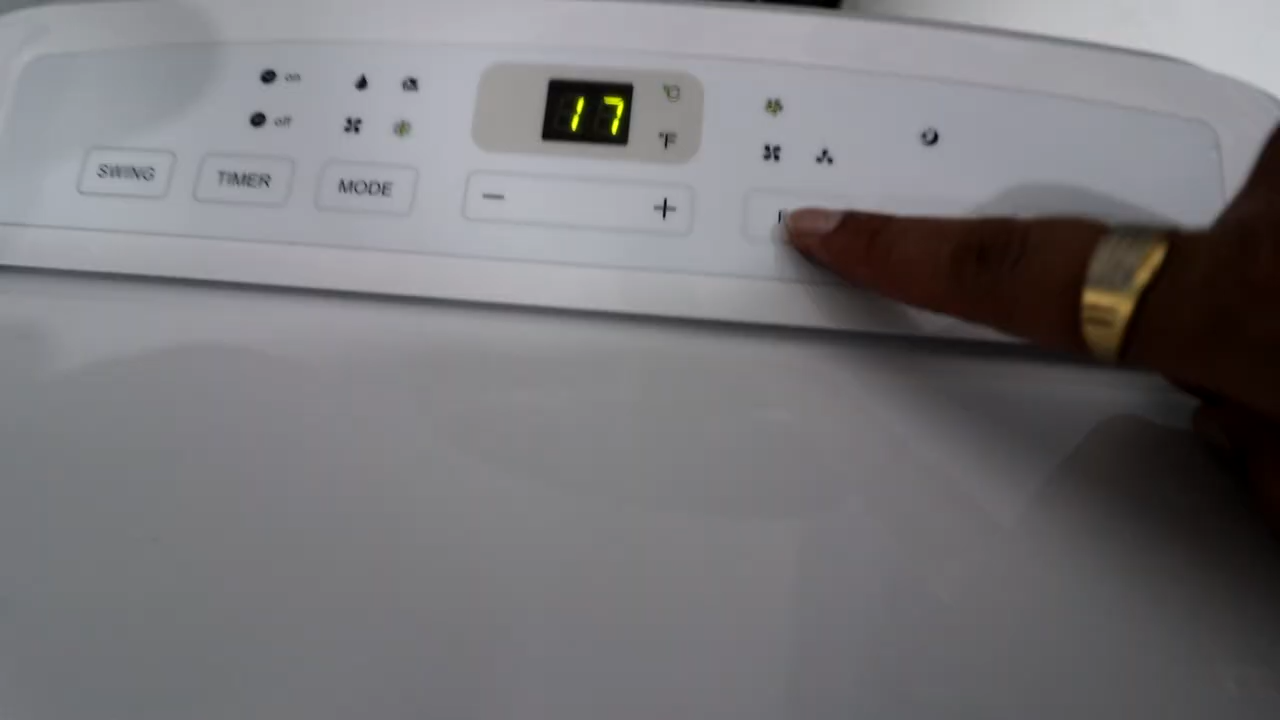 on
off
17
°C
°F
SWING TIMER MODE − +